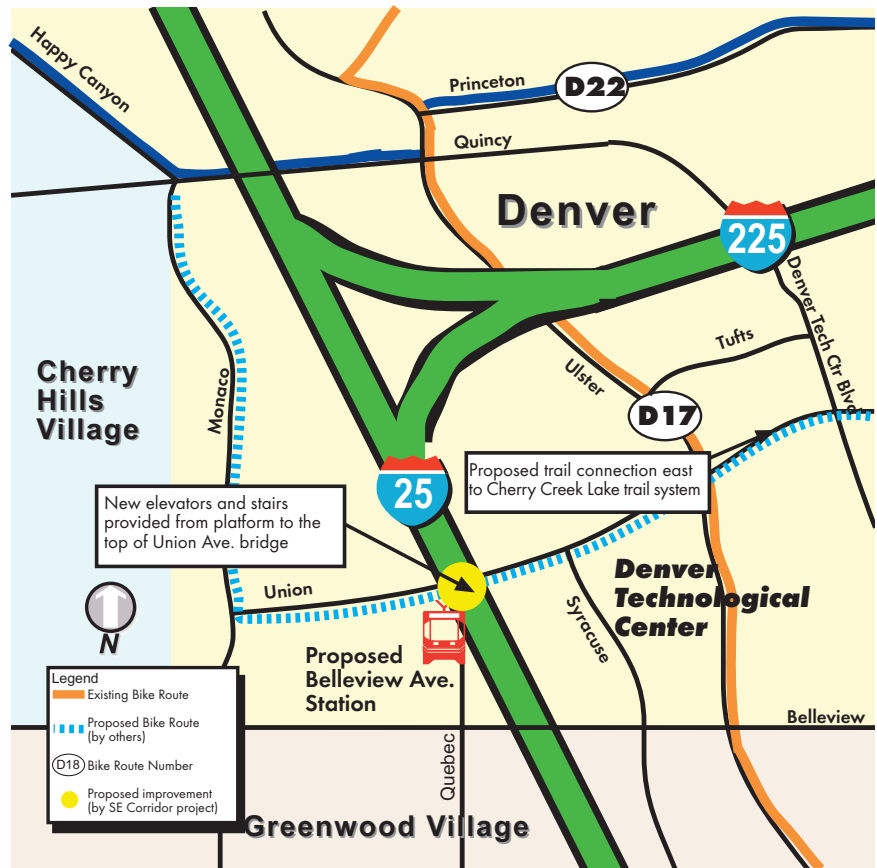 Happy Canyon
Princeton
D22
Quincy
Denver
225
Denver Tech Ctr Blvd
Tufts
Ulster
Cherry
Hills
Village
Monaco
D17
Proposed trail connection east
to Cherry Creek Lake trail system
25
New elevators and stairs
provided from platform to the
top of Union Ave. bridge
Union
Denver
Technological
Center
Syracuse
N
Proposed
Belleview Ave.
Station
Legend
Existing Bike Route
Proposed Bike Route
(by others)
D18 Bike Route Number
Proposed improvement
(by SE Corridor project)
Belleview
Quebec
Greenwood Village